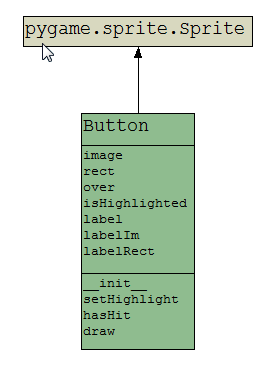 pygame.sprite.Sprite
Button
image
rect
over
isHighlighted
label
labelIm
labelRect
__init__
setHighlight
hasHit
draw